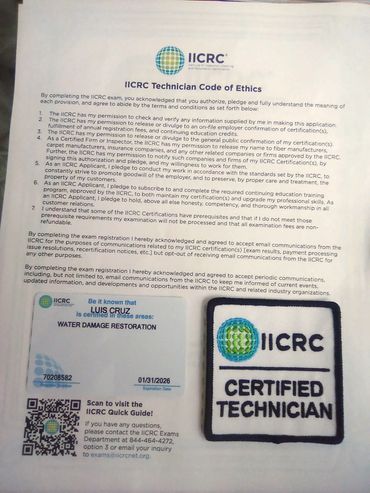 IICRC
IICRC Technician Code of Ethics
By completing the IICRC exam, you acknowledged that you authorize, pledge and fully understand the meaning of
each provision, and agree to abide by the terms and conditions as set forth below:
1. The IICRC has my permission to check and verify any information supplied by me in making this application.
2. The IICRC has my permission to release or divulge to an on-file employer confirmation of certification(s),
fulfillment of annual registration fees, and continuing education credits.
3. The IICRC has my permission to release or divulge to the general public confirmation of my certification(s).
4. As a Certified Firm or Inspector, the IICRC has my permission to release my name to fiber manufacturers,
carpet manufacturers, insurance companies, and any other related contractors or firms approved by the IICRC.
Further, the IICRC has my permission to notify such companies and firms of my IICRC Certification(s), by
signing this authorization and pledge, and my willingness to work for them.
5. As an IICRC Applicant, I pledge to conduct my work in accordance with the standards set by the IICRC, to
constantly strive to promote goodwill of the employer, and to preserve, by proper care and treatment, the
property of my customers.
6. As an IICRC Applicant, I pledge to subscribe to and complete the required continuing education training
program, approved by the IICRC, to both maintain my certification(s) and upgrade my professional skills. As
an IICRC Applicant, I pledge to hold, above all else honesty, competency, and thorough workmanship in all
customer relations.
7. I understand that some of the IICRC Certifications have prerequisites and that if I do not meet those
prerequisite requirements my examination will not be processed and that all examination fees are non-
refundable.
By completing the exam registration I hereby acknowledged and agreed to accept email communications from the
IICRC for the purposes of communications related to my IICRC certification(s) (exam results, payment processing
issue resolutions, recertification notices, etc.) but opt-out of receiving email communications from the IICRC for
any other purposes.
By completing the exam registration I hereby acknowledged and agreed to accept periodic communications,
including, but not limited to, email communications from the IICRC to keep me informed of current events,
updated information, and developments and opportunities within the IICRC and related industry organizations.
IICRC
Be it known that
LUIS CRUZ
is certified in these areas:
WATER DAMAGE RESTORATION
70208582
01/31/2026
Expiration Date
Scan to visit the
IICRC Quick Guide!
If you have any questions,
please contact the IICRC Exams
Department at 844-464-4272,
option 3 or email your inquiry
to exams@iicrcnet.org.
IICRC
CERTIFIED
TECHNICIAN